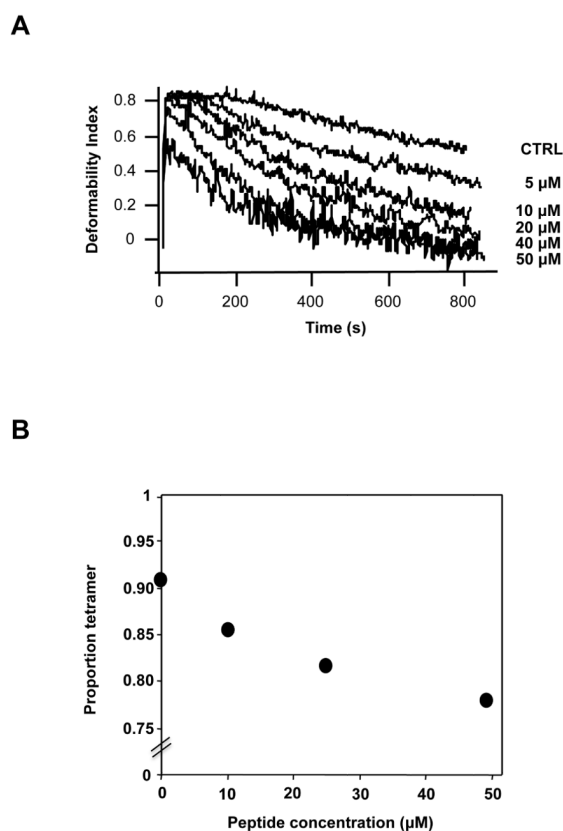 A
0.8
0.6
0.4
0.2
0
Deformability Index
CTRL
5 µM
10 µM
20 µM
40 µM
50 µM
0 200 400 600 800
Time (s)
B
1
0.95
0.90
0.85
0.80
0.75
0
Proportion tetramer
0 10 20 30 40 50
Peptide concentration (µM)